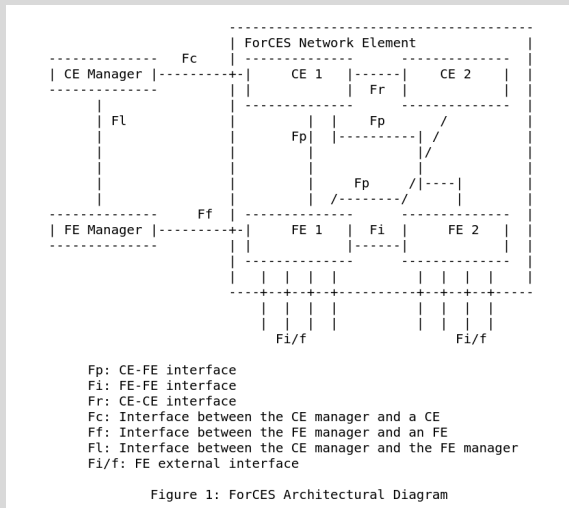 ForCES Network Element
Fc
CE Manager CE 1 CE 2
Fr
Fl Fp
Fp
Fp
Ff
FE Manager FE 1 Fi FE 2
Fi/f Fi/f
Fp: CE-FE interface
Fi: FE-FE interface
Fr: CE-CE interface
Fc: Interface between the CE manager and a CE
Ff: Interface between the FE manager and an FE
Fl: Interface between the CE manager and the FE manager
Fi/f: FE external interface
Figure 1: ForCES Architectural Diagram